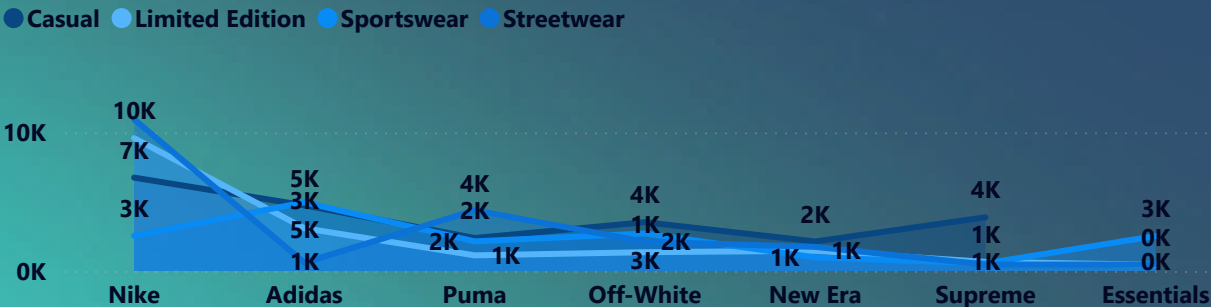 Casual Limited Edition Sportswear Streetwear
10K
10K
7K
5K
4K
4K
4K
3K
3K
2K
2K
3K
1K
1K
0K
5K
2K
2K
1K
1K
1K
3K
1K
1K
0K
0K
Nike Adidas Puma Off-White New Era Supreme Essentials